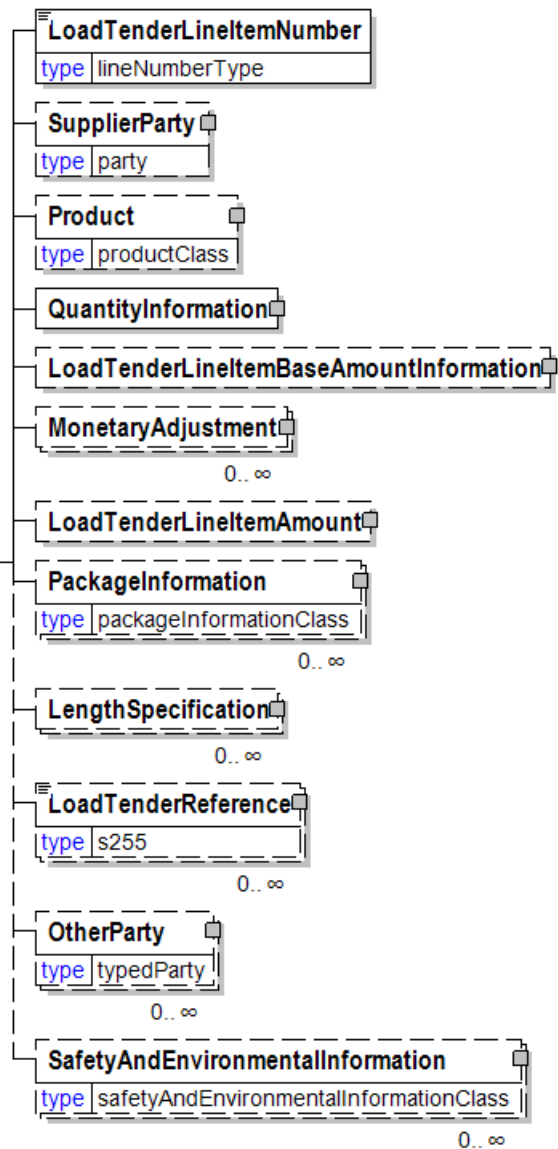 LoadTenderLineItemNumber
type lineNumberType
SupplierParty
type party
Product
type productClass
QuantityInformation
LoadTenderLineItemBaseAmountInformation
MonetaryAdjustment
0.. ∞
LoadTenderLineItemAmount
PackageInformation
type packageInformationClass
0.. ∞
LengthSpecification
0.. ∞
LoadTenderReference
type s255
0.. ∞
OtherParty
type typedParty
0.. ∞
SafetyAndEnvironmentalInformation
type safetyAndEnvironmentalInformationClass
0.. ∞